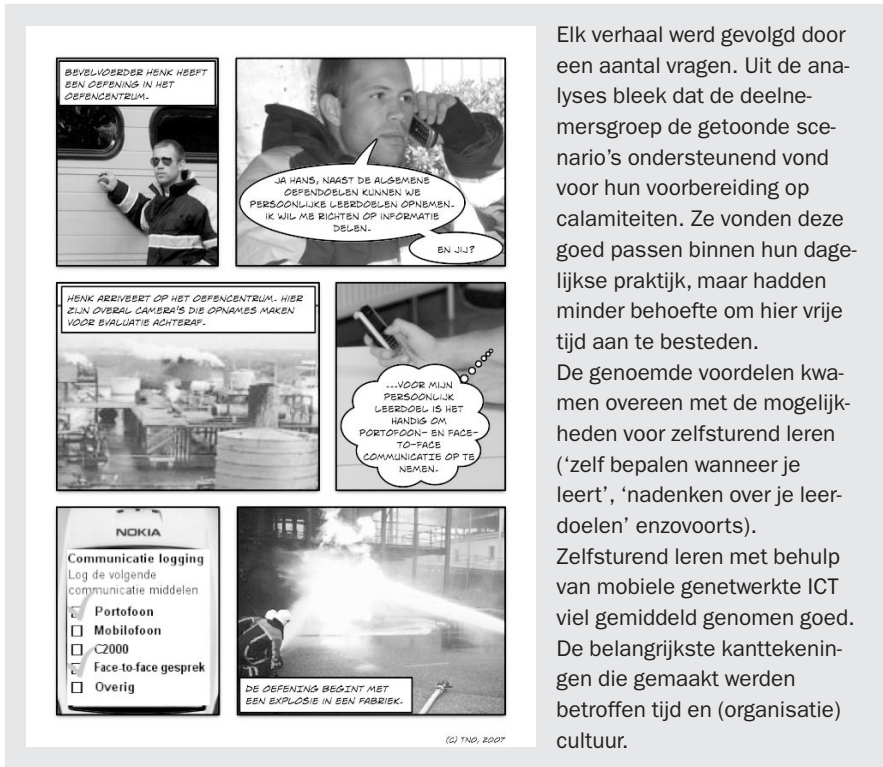 BEVELVOERDER HENK HEEFT
EEN OEFENING IN HET
OEFENCENTRUM.
JA HANS, NAAST DE ALGEMENE
OEFENDOELEN KUNNEN WE
PERSOONLIJKE LEERDOELEN OPNEMEN.
IK WIL ME RICHTEN OP INFORMATIE
DELEN.
EN JIJ?
HENK ARRIVEERT OP HET OEFENCENTRUM. HIER
ZIJN OVERAL CAMERA'S DIE OPNAMES MAKEN
VOOR EVALUATIE ACHTERAF.
...VOOR MIJN
PERSOONLIJK
LEERDOEL IS HET
HANDIG OM
PORTOFOON- EN FACE-
TO-FACE
COMMUNICATIE OP TE
NEMEN.
NOKIA
Communicatie logging
Log de volgende
communicatie middelen
Portofoon
Mobilofoon
C2000
Face-to-face gesprek
Overig
DE OEFENING BEGINT MET
EEN EXPLOSIE IN EEN FABRIEK.
(C) TNO, 2007
Elk verhaal werd gevolgd door
een aantal vragen. Uit de ana-
lyses bleek dat de deelne-
mersgroep de getoonde sce-
nario's ondersteunend vond
voor hun voorbereiding op
calamiteiten. Ze vonden deze
goed passen binnen hun dage-
lijkse praktijk, maar hadden
minder behoefte om hier vrije
tijd aan te besteden.
De genoemde voordelen kwa-
men overeen met de mogelijk-
heden voor zelfsturend leren
('zelf bepalen wanneer je
leert', 'nadenken over je leer-
doelen' enzovoorts).
Zelfsturend leren met behulp
van mobiele genetwerkte ICT
viel gemiddeld genomen goed.
De belangrijkste kanttekenin-
gen die gemaakt werden
betroffen tijd en (organisatie)
cultuur.